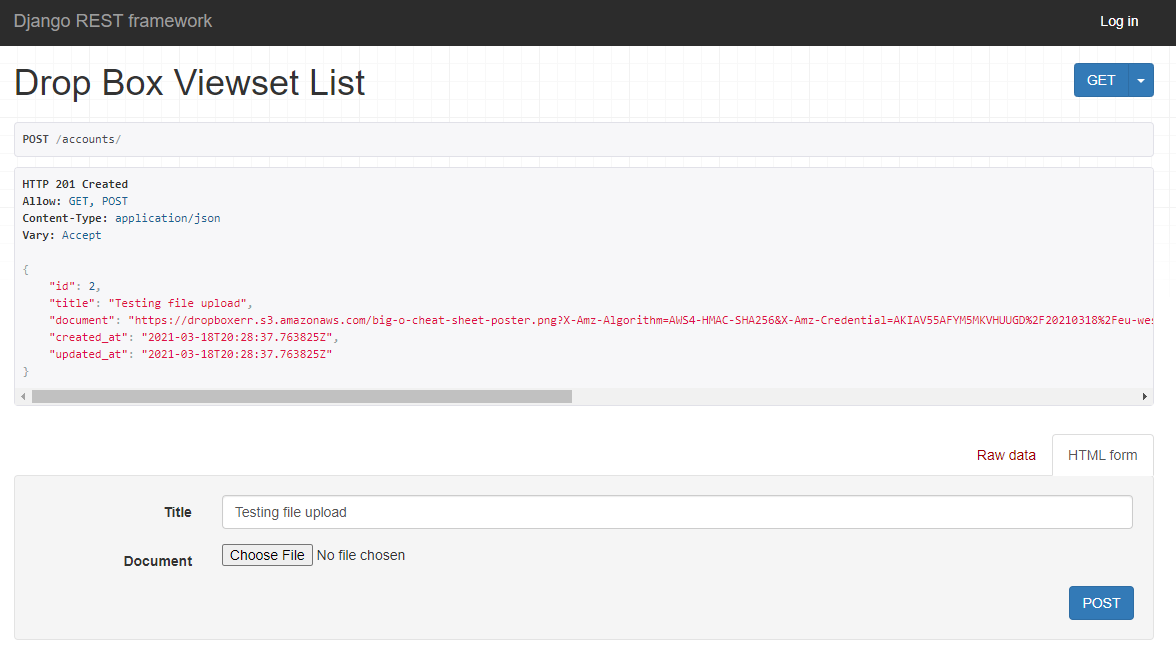 Django REST framework
Log in
Drop Box Viewset List
GET
POST /accounts/
HTTP 201 Created
Allow: GET, POST
Content-Type: application/json
Vary: Accept
{
"id": 2,
"title": "Testing file upload",
"document": "https://dropboxerr.s3.amazonaws.com/big-o-cheat-sheet-poster.png?X-Amz-Algorithm=AWS4-HMAC-SHA256&X-Amz-Credential=AKIAV55AFYM5MKVHUUGD%2F20210318%2Feu-wes
"created_at": "2021-03-18T20:28:37.763825Z",
"updated_at": "2021-03-18T20:28:37.763825Z"
}
Raw data
HTML form
Title
Testing file upload
Document
Choose File No file chosen
POST